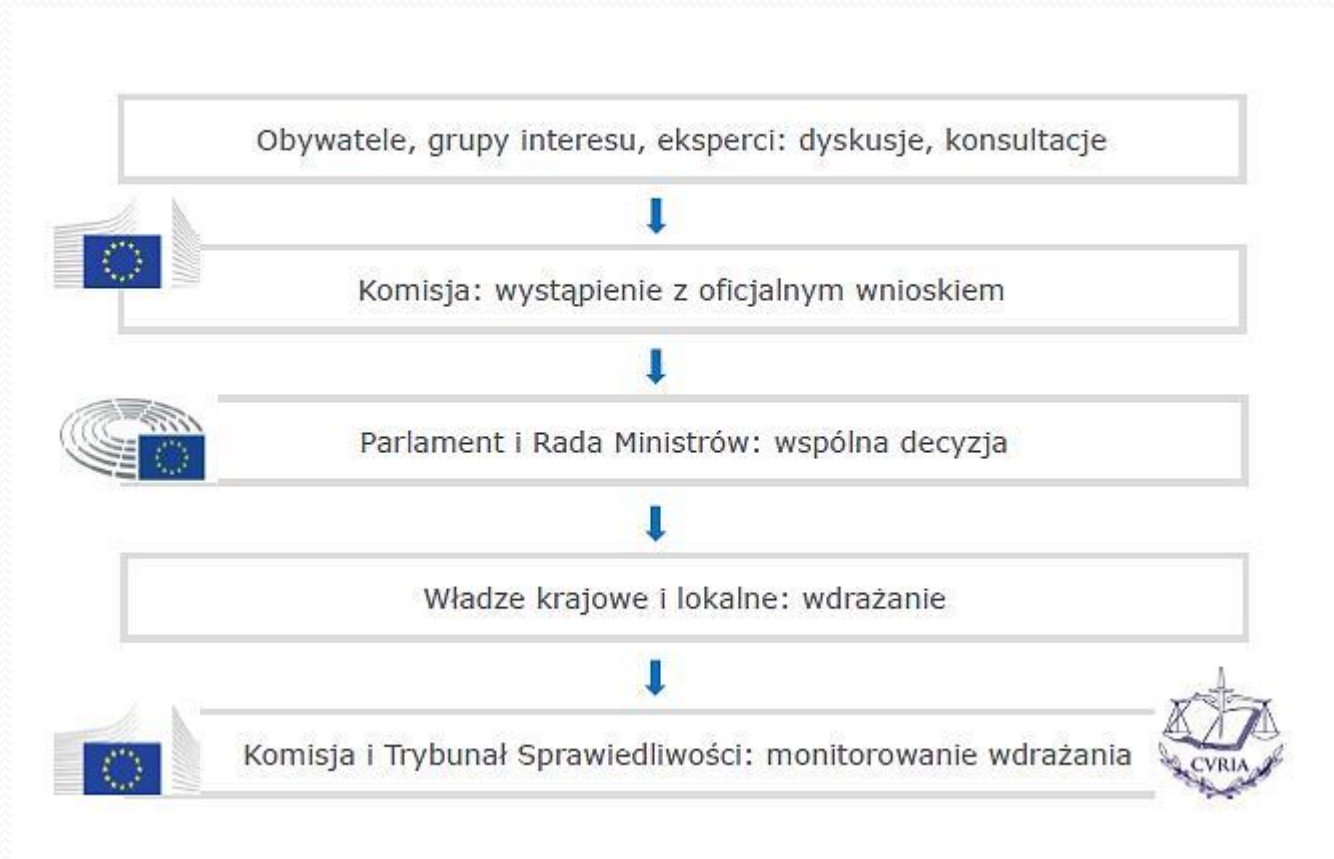 Obywatele, grupy interesu, eksperci: dyskusje, konsultacje
Komisja: wystąpienie z oficjalnym wnioskiem
Parlament i Rada Ministrów: wspólna decyzja
Władze krajowe i lokalne: wdrażanie
Komisja i Trybunał Sprawiedliwości: monitorowanie wdrażania
CVRIA